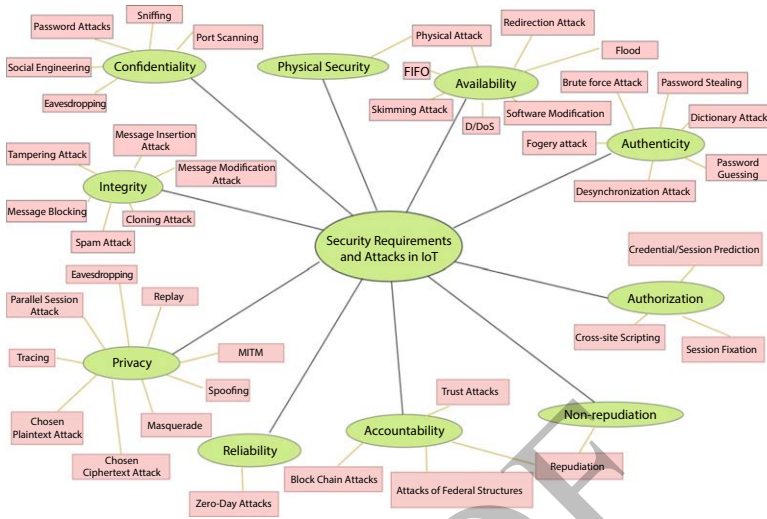 Sniffing
Password Attacks
Port Scanning
Social Engineering
Confidentiality
Eavesdropping
Physical Security
Physical Attack
Redirection Attack
Flood
FIFO
Availability
Skimming Attack
D/DoS
Software Modification
Brute force Attack
Password Stealing
Dictionary Attack
Fogery attack
Authenticity
Password
Guessing
Desynchronization Attack
Message Insertion
Attack
Tampering Attack
Message Modification
Attack
Integrity
Message Blocking
Cloning Attack
Spam Attack
Security Requirements
and Attacks in IoT
Credential/Session Prediction
Authorization
Cross-site Scripting
Session Fixation
Eavesdropping
Parallel Session
Attack
Replay
Tracing
Privacy
MITM
Spoofing
Chosen
Plaintext Attack
Masquerade
Chosen
Ciphertext Attack
Reliability
Zero-Day Attacks
Trust Attacks
Accountability
Block Chain Attacks
Attacks of Federal Structures
Non-repudiation
Repudiation